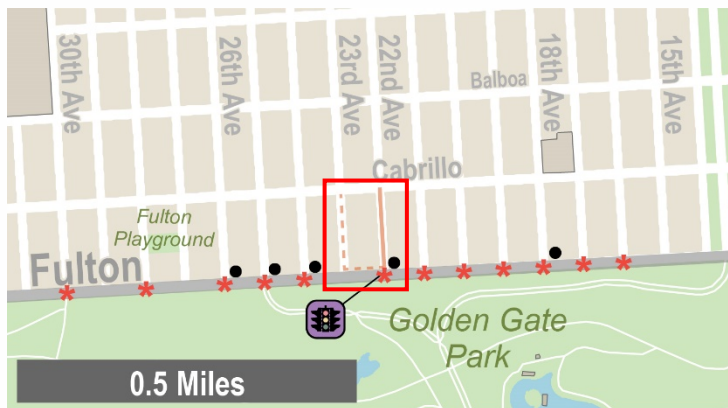 30th Ave
26th Ave
23rd Ave
22nd Ave
18th Ave
15th Ave
Balboa
Cabrillo
Fulton
Playground
Fulton
Golden Gate
Park
0.5 Miles